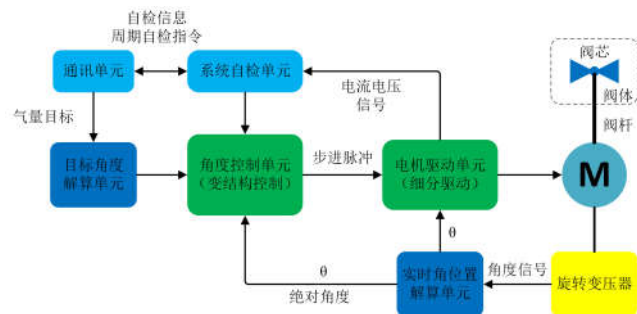 自检信息
周期自检指令
通讯单元
系统自检单元
电流电压
信号
阀芯
阀体
阀杆
气量目标
目标角度
解算单元
角度控制单元
（变结构控制）
步进脉冲
电机驱动单元
（细分驱动）
M
θ
θ
绝对角度
实时角位置
解算单元
角度信号
旋转变压器